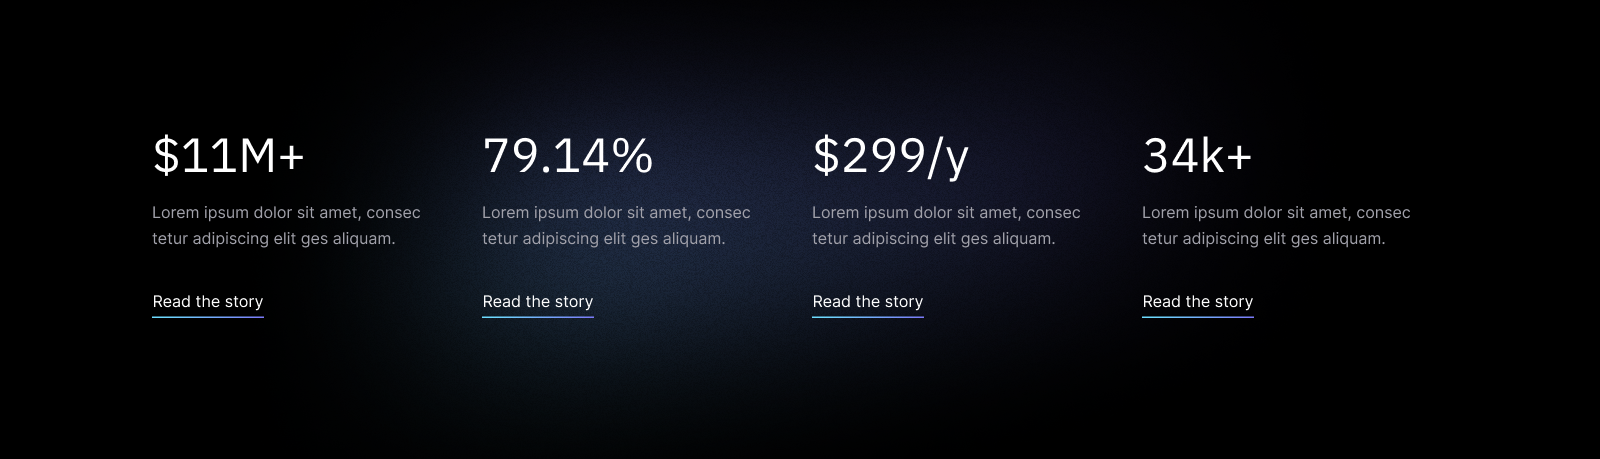 $11M+
Lorem ipsum dolor sit amet, consec
tetur adipiscing elit ges aliquam.
Read the story
79.14%
Lorem ipsum dolor sit amet, consec
tetur adipiscing elit ges aliquam.
Read the story
$299/y
Lorem ipsum dolor sit amet, consec
tetur adipiscing elit ges aliquam.
Read the story
34k+
Lorem ipsum dolor sit amet, consec
tetur adipiscing elit ges aliquam.
Read the story